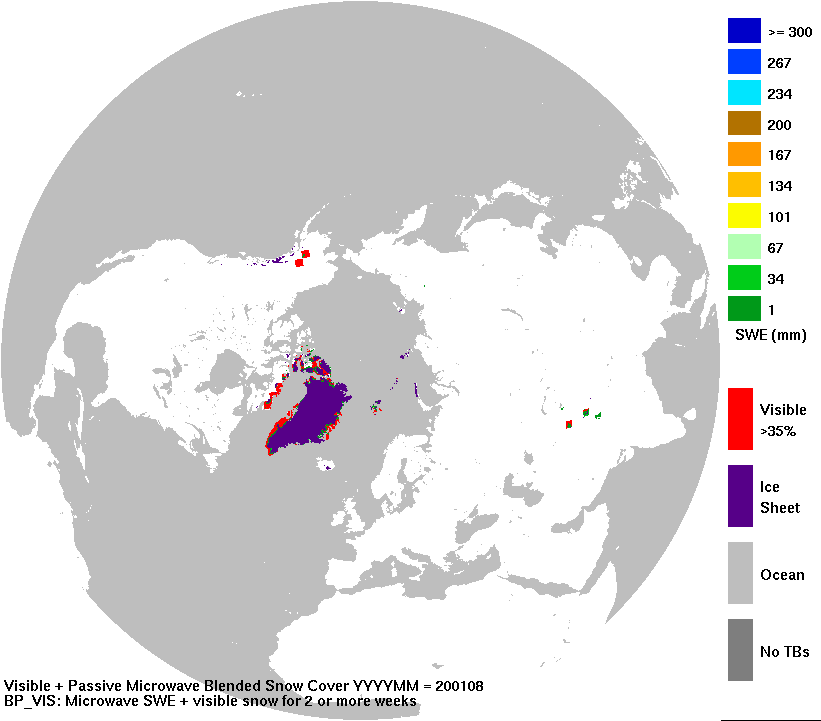 >= 300
267
234
200
167
134
101
67
34
1
SWE (mm)
Visible
>35%
Ice
Sheet
Ocean
No TBs
Visible + Passive Microwave Blended Snow Cover YYYYMM = 200108
BP_VIS: Microwave SWE + visible snow for 2 or more weeks